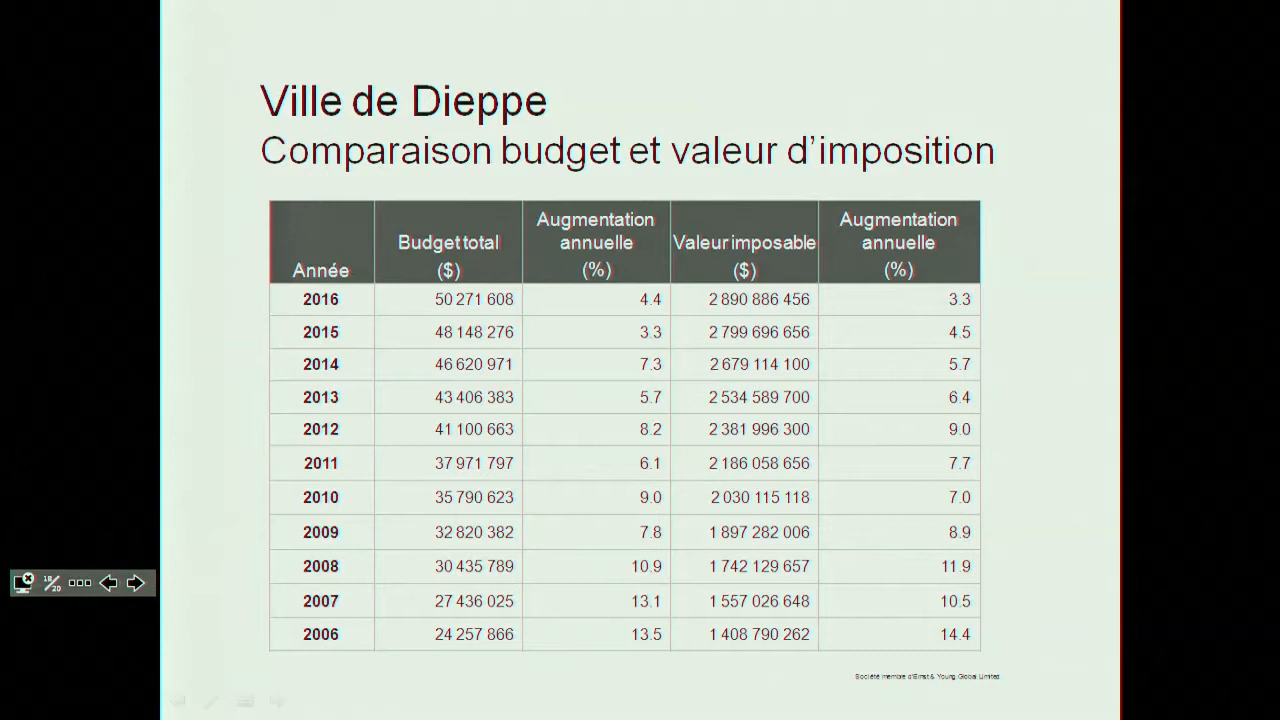 Ville de Dieppe
Comparaison budget et valeur d'imposition
Année Budget total ($) Augmentation annuelle (%) Valeur imposable ($) Augmentation annuelle (%)
2016 50 271 608 4.4 2 890 886 456 3.3
2015 48 148 276 3.3 2 799 696 656 4.5
2014 46 620 971 7.3 2 679 114 100 5.7
2013 43 406 383 5.7 2 534 589 700 6.4
2012 41 100 663 8.2 2 381 996 300 9.0
2011 37 971 797 6.1 2 186 058 656 7.7
2010 35 790 623 9.0 2 030 115 118 7.0
2009 32 820 382 7.8 1 897 282 006 8.9
2008 30 435 789 10.9 1 742 129 657 11.9
2007 27 436 025 13.1 1 557 026 648 10.5
2006 24 257 866 13.5 1 408 790 262 14.4
18/20
Société membre d'Ernst & Young Global Limited